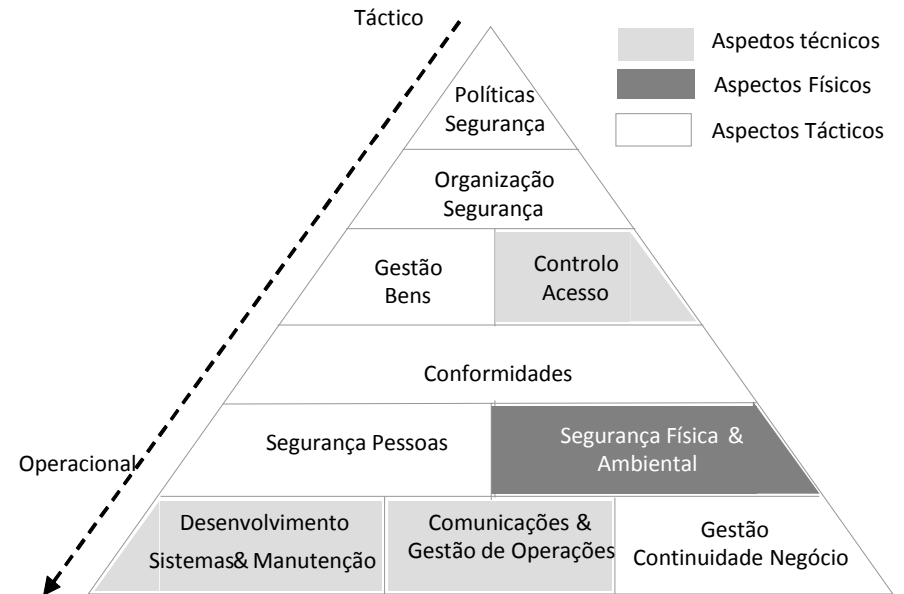 Táctico
Aspectos técnicos
Aspectos Físicos
Aspectos Tácticos
Políticas
Segurança
Organização
Segurança
Gestão
Bens
Controlo
Acesso
Conformidades
Segurança Pessoas
Segurança Física &
Ambiental
Operacional
Desenvolvimento
Sistemas& Manutenção
Comunicações &
Gestão de Operações
Gestão
Continuidade Negócio